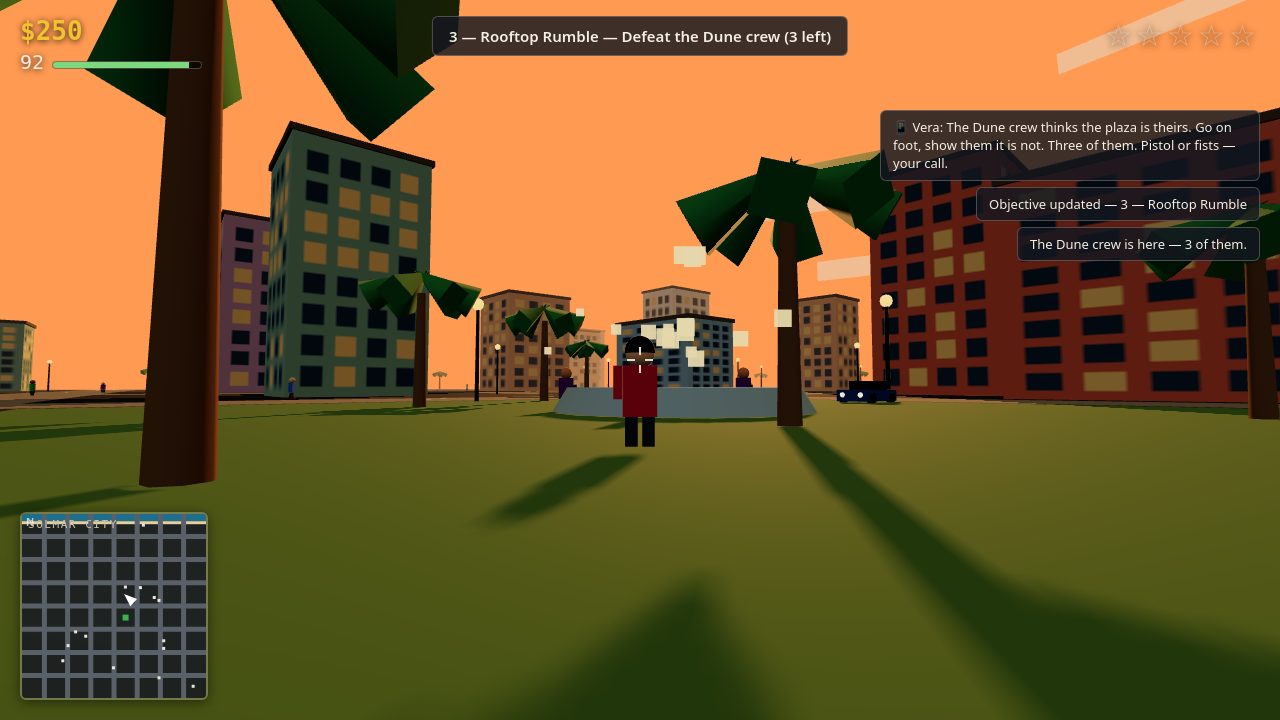 $250
3 — Rooftop Rumble — Defeat the Dune crew (3 left)
☆ ☆ ☆ ☆ ☆
92
📱 Vera: The Dune crew thinks the plaza is theirs. Go on
foot, show them it is not. Three of them. Pistol or fists —
your call.
Objective updated — 3 — Rooftop Rumble
The Dune crew is here — 3 of them.
N
SOLMAR CITY